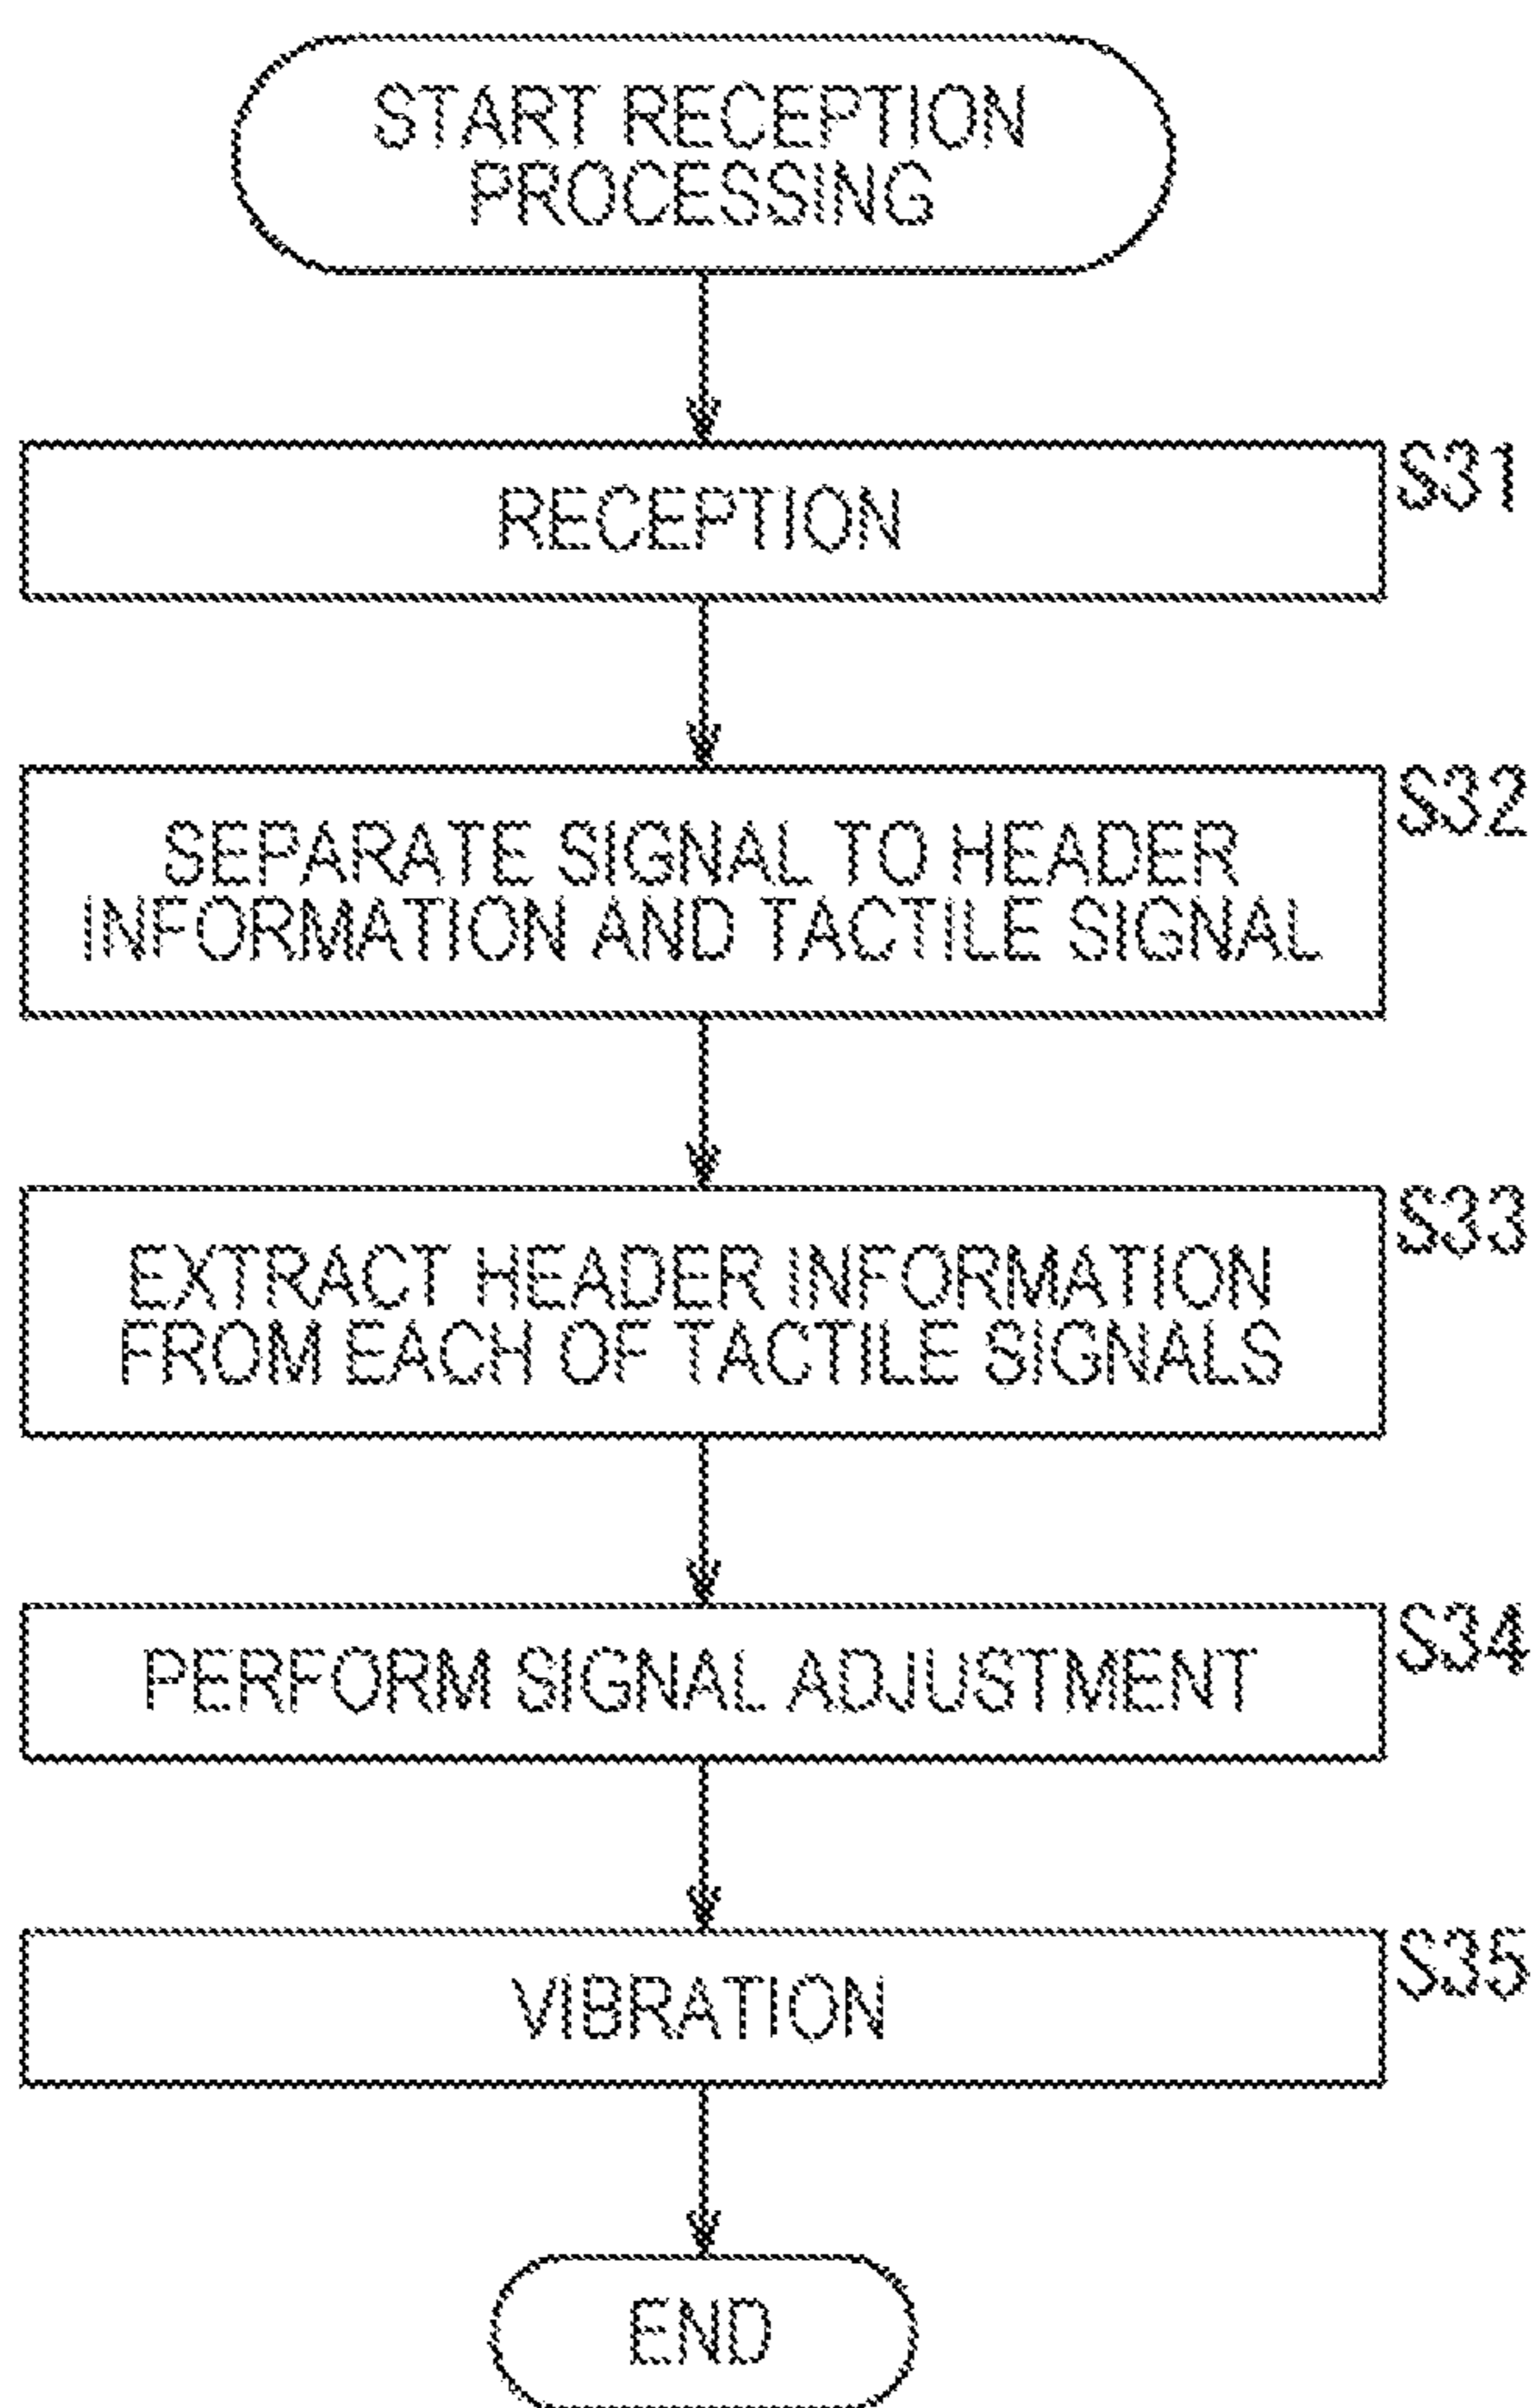 START RECEPTION
PROCESSING
RECEPTION
S31
SEPARATE SIGNAL TO HEADER
INFORMATION AND TACTILE SIGNAL
S32
EXTRACT HEADER INFORMATION
FROM EACH OF TACTILE SIGNALS
S33
PERFORM SIGNAL ADJUSTMENT
S34
VIBRATION
S35
END